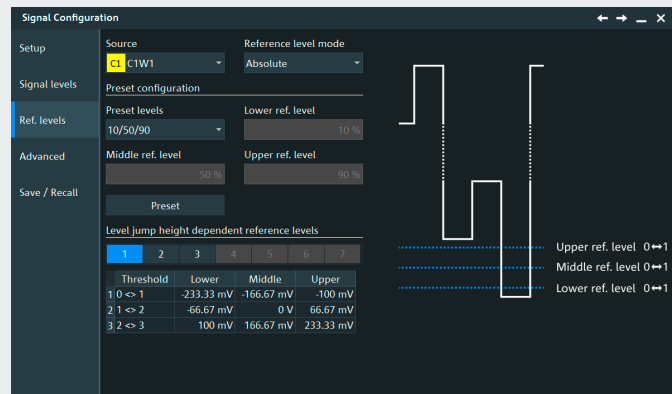 Signal Configuration
Setup
Signal levels
Ref. levels
Advanced
Save / Recall
Source
Reference level mode
C1 C1W1
Absolute
Preset configuration
Preset levels
Lower ref. level
10/50/90
10 %
Middle ref. level
Upper ref. level
50 %
90 %
Preset
Level jump height dependent reference levels
1 2 3 4 5 6 7
Threshold Lower Middle Upper
1 0 <> 1 -233.33 mV -166.67 mV -100 mV
2 1 <> 2 -66.67 mV 0 V 66.67 mV
3 2 <> 3 100 mV 166.67 mV 233.33 mV
Upper ref. level 0↔1
Middle ref. level 0↔1
Lower ref. level 0↔1